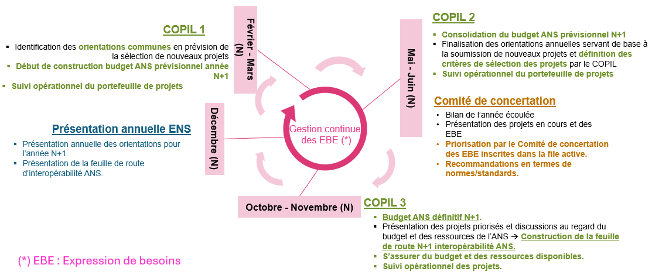 COPIL 1
Identification des orientations communes en prévision de
la sélection de nouveaux projets
Début de construction budget ANS prévisionnel année
N+1
Suivi opérationnel du portefeuille de projets
Février - Mars
(N)
Mai - Juin (N)
COPIL 2
Consolidation du budget ANS prévisionnel N+1
Finalisation des orientations annuelles servant de base à
la soumission de nouveaux projets et définition des
critères de sélection des projets par le COPIL
Suivi opérationnel du portefeuille de projets
Comité de concertation
Bilan de l'année écoulée
Présentation des projets en cours et des
EBE
Priorisation par le Comité de concertation
des EBE inscrites dans la file active.
Recommandations en termes de
normes/standards.
Gestion continue
des EBE (*)
Présentation annuelle ENS
Présentation annuelle des orientations pour
l'année N+1.
Présentation de la feuille de route
d'interopérabilité ANS.
Décembre (N)
Octobre - Novembre (N)
COPIL 3
Budget ANS définitif N+1.
Présentation des projets priorisés et discussions au regard du
budget et des ressources de l'ANS → Construction de la feuille
de route N+1 interopérabilité ANS.
S'assurer du budget et des ressources disponibles.
Suivi opérationnel des projets.
(*) EBE : Expression de besoins